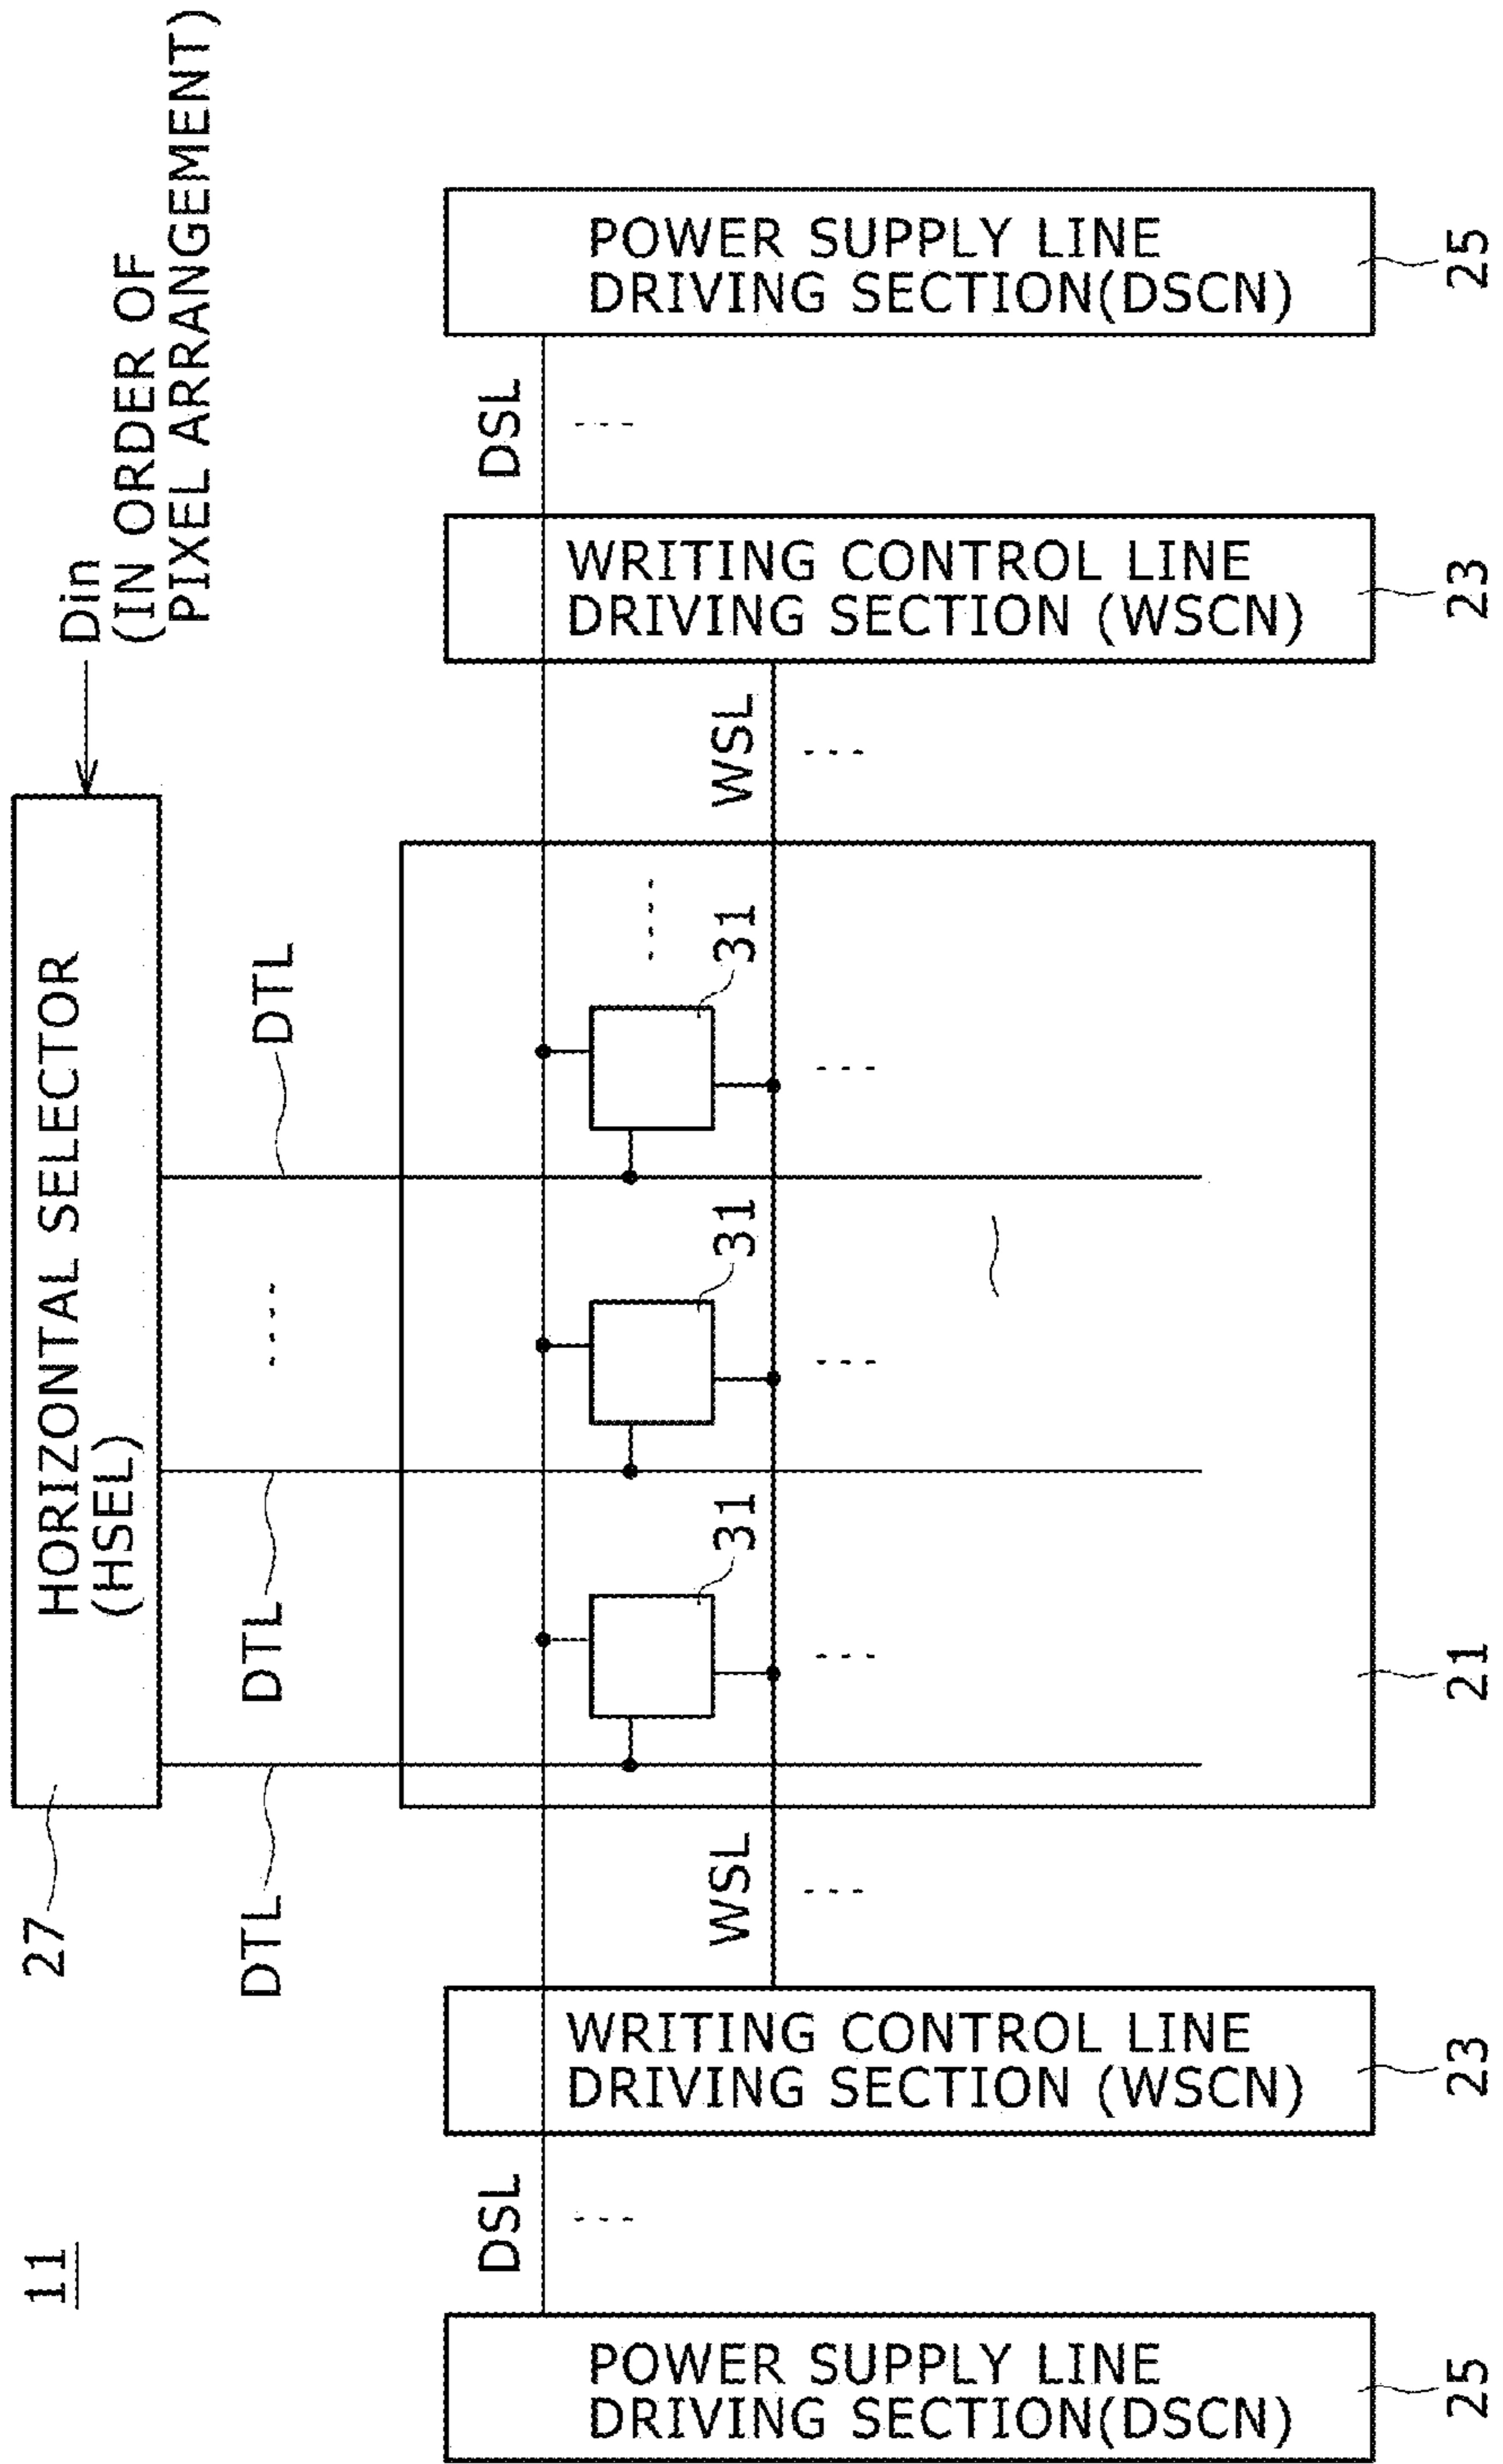 11
27
HORIZONTAL SELECTOR
(HSEL)
Din
(IN ORDER OF
PIXEL ARRANGEMENT)
DTL
DTL
DTL
DSL
WSL
31
31
31
WSL
DSL
POWER SUPPLY LINE
DRIVING SECTION(DSCN)
WRITING CONTROL LINE
DRIVING SECTION (WSCN)
WRITING CONTROL LINE
DRIVING SECTION (WSCN)
POWER SUPPLY LINE
DRIVING SECTION(DSCN)
25
23
21
23
25